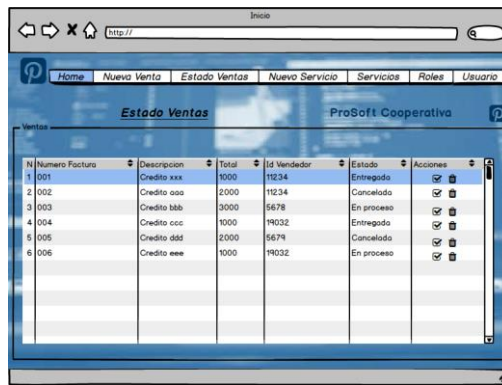 Inicio
http://
Home Nueva Venta Estado Ventas Nuevo Servicio Servicios Roles Usuario
Estado Ventas ProSoft Cooperativa
Ventas
N Numero Factura Descripcion Total Id Vendedor Estado Acciones
1 001 Credito xxx 1000 11234 Entregado
2 002 Credito aaa 2000 11234 Cancelada
3 003 Credito bbb 3000 5678 En proceso
4 004 Credito ccc 1000 19032 Entregado
5 005 Credito ddd 2000 5679 Cancelada
6 006 Credito eee 1000 19032 En proceso